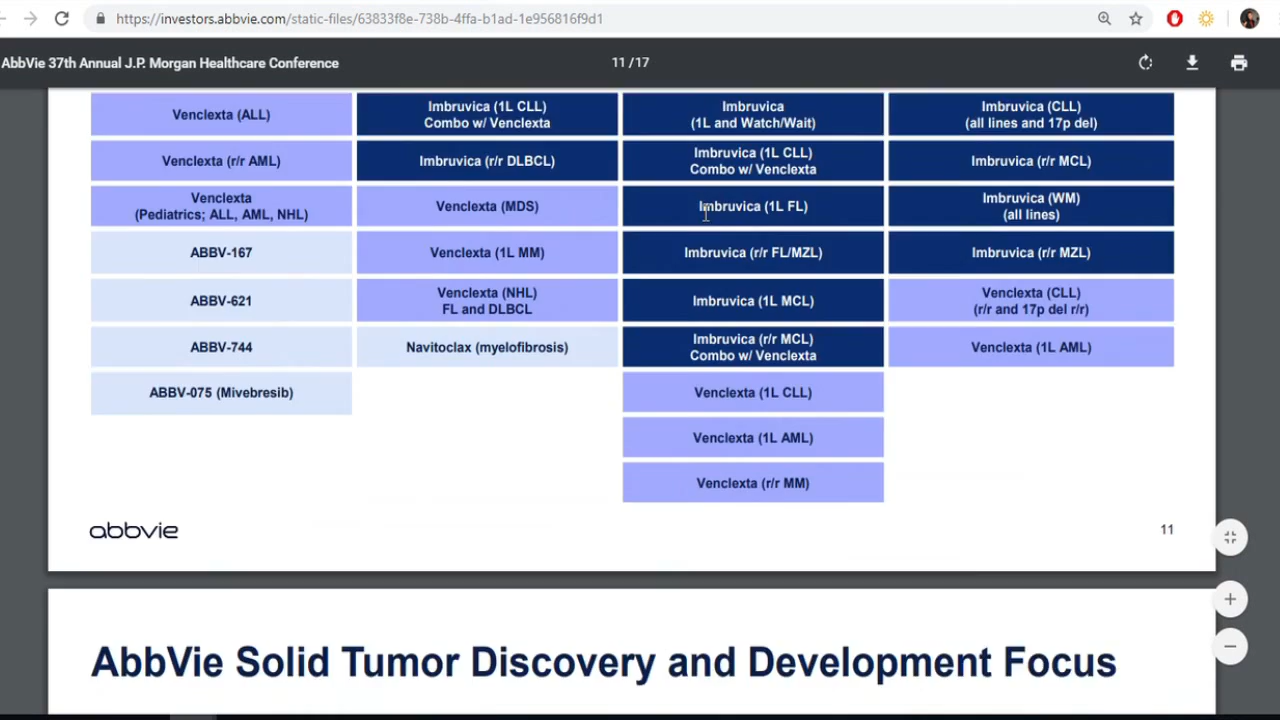 https://investors.abbvie.com/static-files/63833f8e-738b-4ffa-b1ad-1e956816f9d1
AbbVie 37th Annual J.P. Morgan Healthcare Conference
11 / 17
Venclexta (ALL)
Imbruvica (1L CLL)
Combo w/ Venclexta
Imbruvica
(1L and Watch/Wait)
Imbruvica (CLL)
(all lines and 17p del)
Venclexta (r/r AML)
Imbruvica (r/r DLBCL)
Imbruvica (1L CLL)
Combo w/ Venclexta
Imbruvica (r/r MCL)
Venclexta
(Pediatrics; ALL, AML, NHL)
Venclexta (MDS)
Imbruvica (1L FL)
Imbruvica (WM)
(all lines)
ABBV-167
Venclexta (1L MM)
Imbruvica (r/r FL/MZL)
Imbruvica (r/r MZL)
ABBV-621
Venclexta (NHL)
FL and DLBCL
Imbruvica (1L MCL)
Venclexta (CLL)
(r/r and 17p del r/r)
ABBV-744
Navitoclax (myelofibrosis)
Imbruvica (r/r MCL)
Combo w/ Venclexta
Venclexta (1L AML)
ABBV-075 (Mivebresib)
Venclexta (1L CLL)
Venclexta (1L AML)
Venclexta (r/r MM)
abbvie
11
AbbVie Solid Tumor Discovery and Development Focus